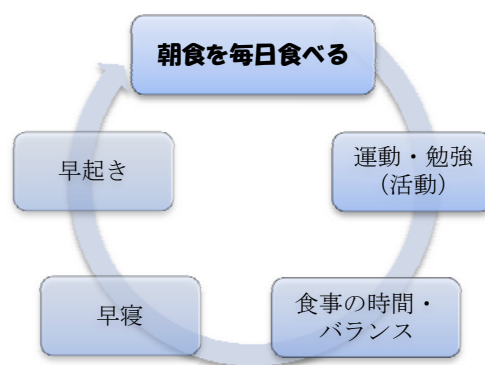 朝食を毎日食べる
運動・勉強
(活動)
食事の時間・
バランス
早寝
早起き